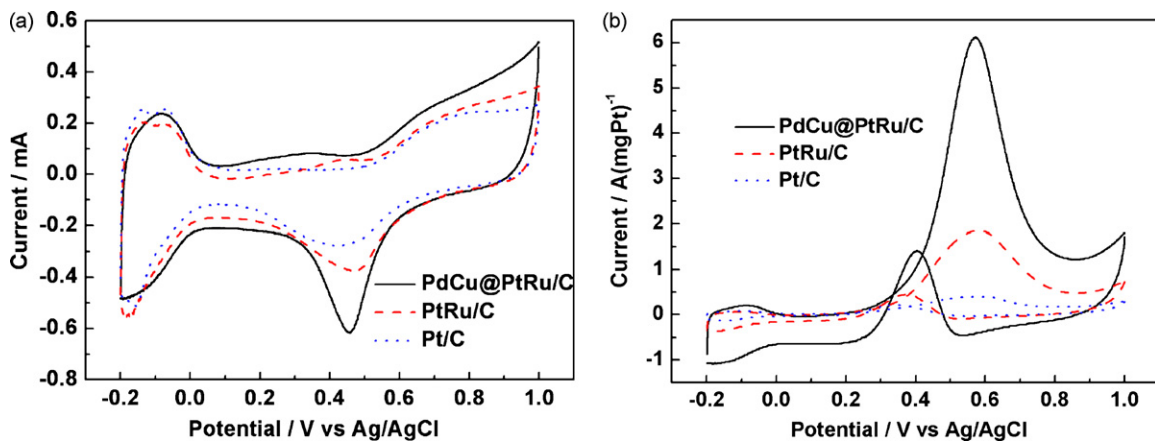 (a)
0.6
0.4
0.2
0.0
-0.2
-0.4
-0.6
-0.8
Current / mA
PdCu@PtRu/C
PtRu/C
Pt/C
-0.2 0.0 0.2 0.4 0.6 0.8 1.0
Potential / V vs Ag/AgCl
(b)
6
5
4
3
2
1
0
-1
Current / A(mgPt)-1
PdCu@PtRu/C
PtRu/C
Pt/C
-0.2 0.0 0.2 0.4 0.6 0.8 1.0
Potential / V vs Ag/AgCl